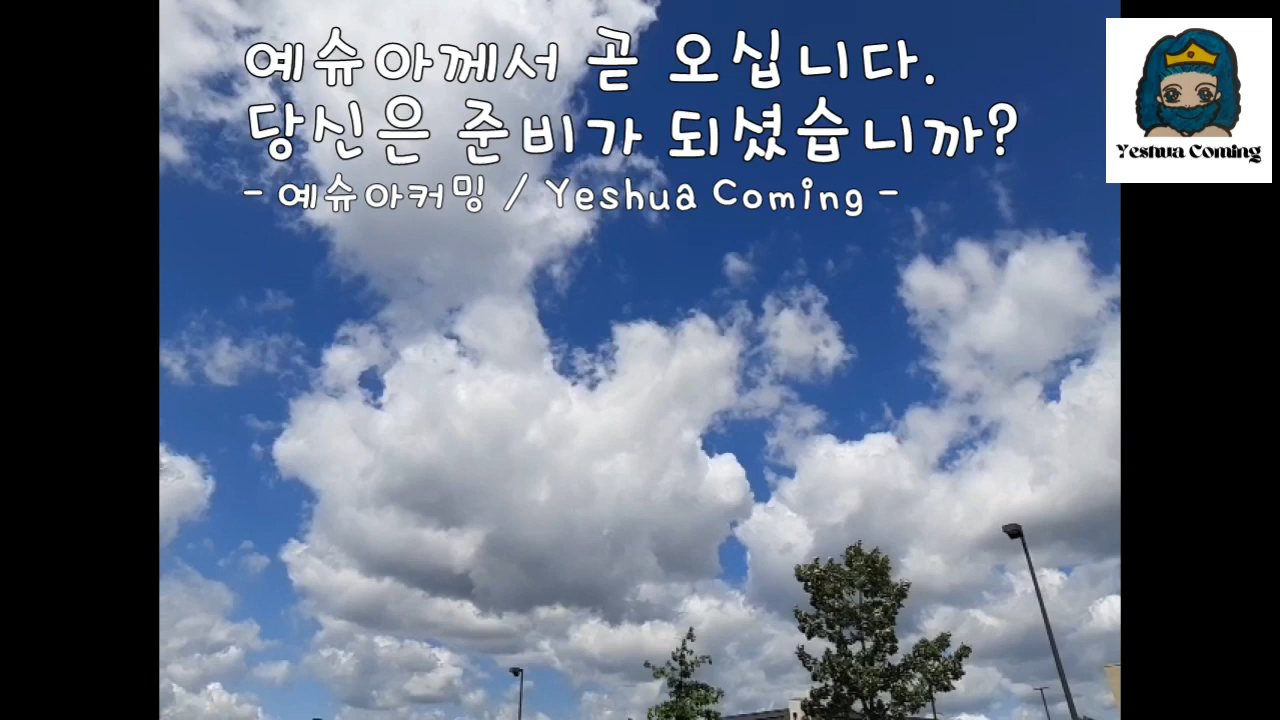 예슈아께서 곧 오십니다.
당신은 준비가 되셨습니까?
- 예슈아커밍 / Yeshua Coming -
Yeshua Coming